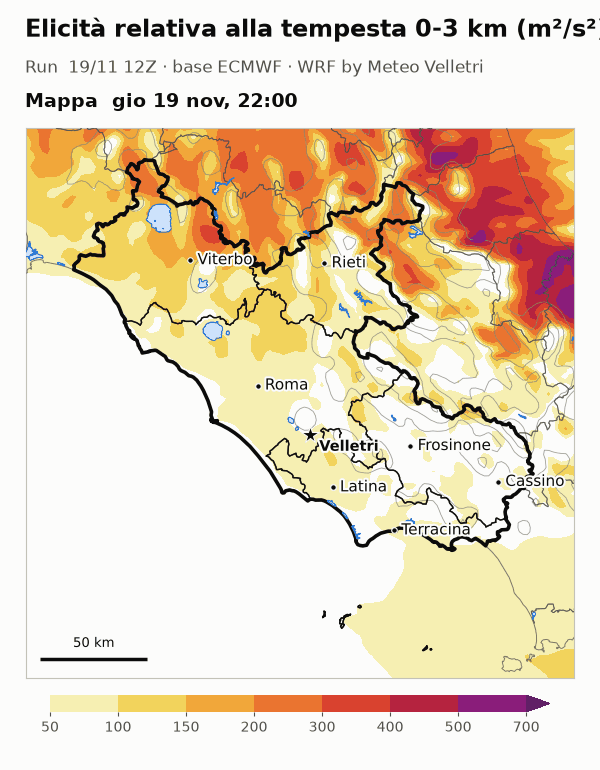 Elicità relativa alla tempesta 0-3 km (m²/s²)
Run  19/11 12Z · base ECMWF · WRF by Meteo Velletri
Mappa  gio 19 nov, 22:00
Viterbo
Rieti
Roma
Velletri
Frosinone
Cassino
Latina
Terracina
50 km
50 100 150 200 300 400 500 700